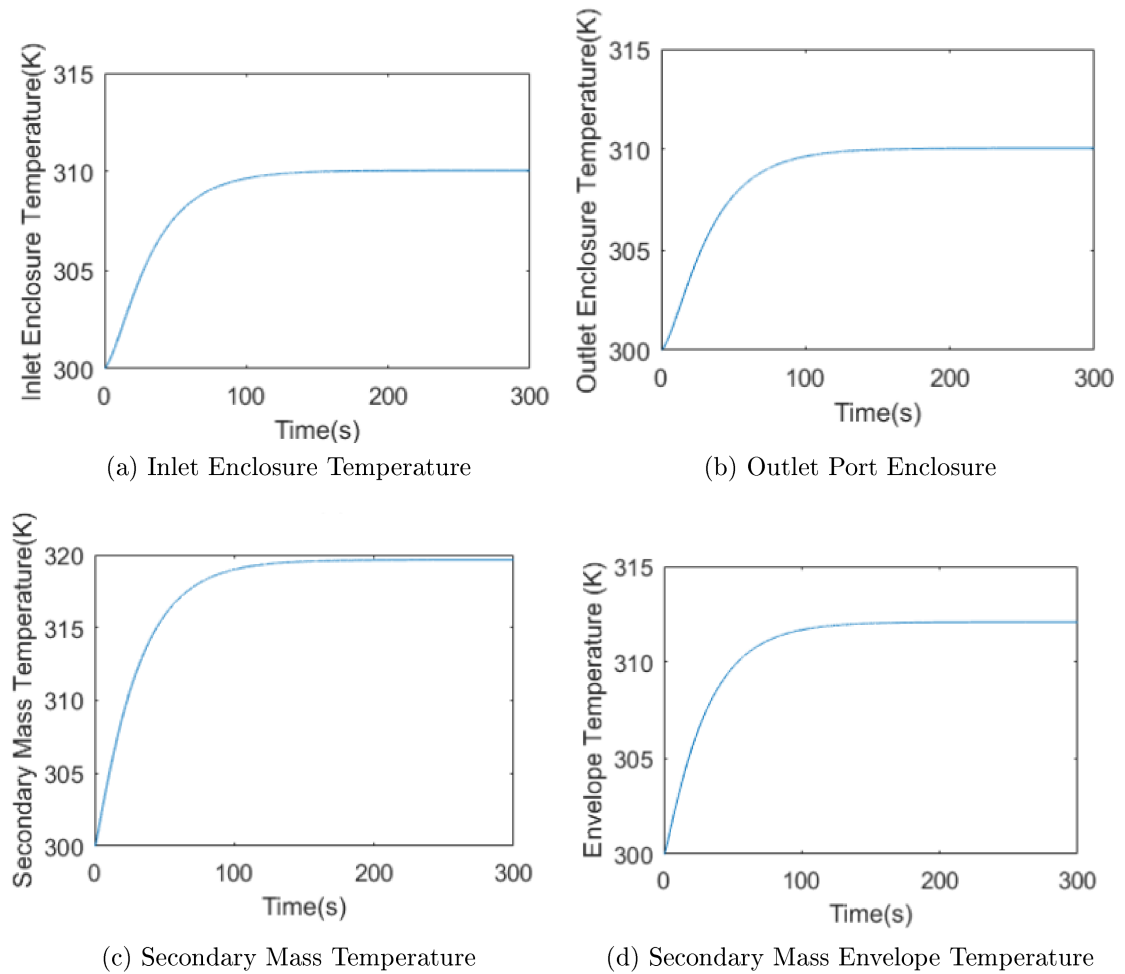 Inlet Enclosure Temperature(K)
315
310
305
300
0 100 200 300
Time(s)
(a) Inlet Enclosure Temperature
Outlet Enclosure Temperature(K)
315
310
305
300
0 100 200 300
Time(s)
(b) Outlet Port Enclosure
Secondary Mass Temperature(K)
320
315
310
305
300
0 100 200 300
Time(s)
(c) Secondary Mass Temperature
Envelope Temperature (K)
315
310
305
300
0 100 200 300
Time(s)
(d) Secondary Mass Envelope Temperature